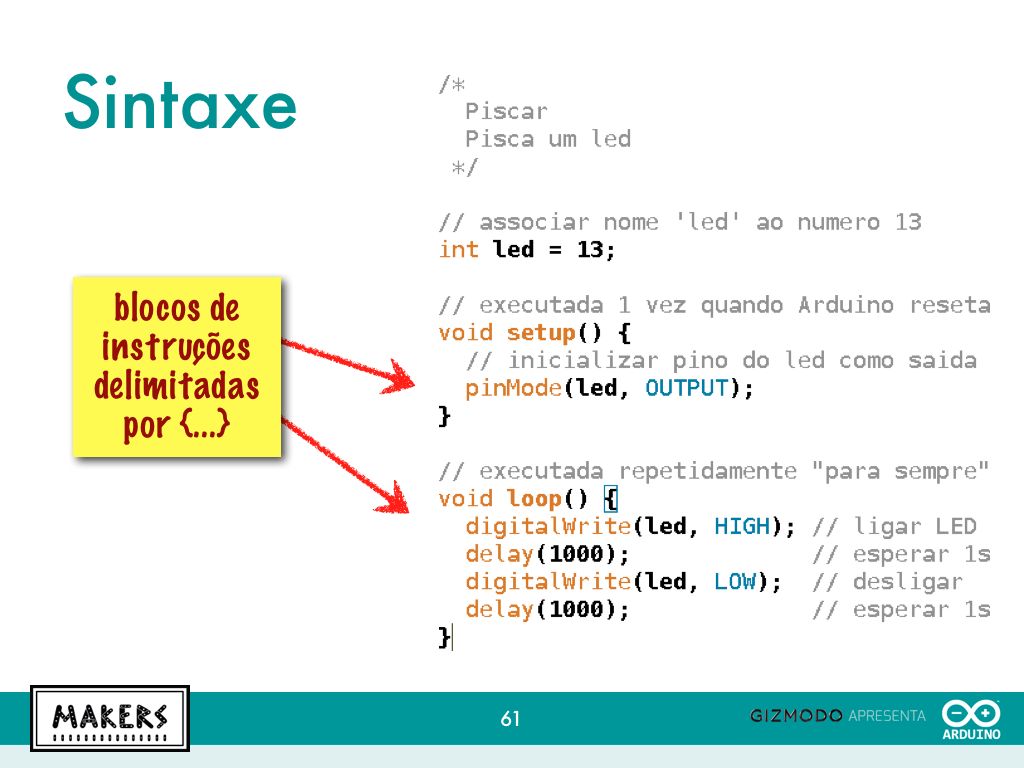 Sintaxe
/*
  Piscar
  Pisca um led
 */
// associar nome 'led' ao numero 13
int led = 13;
// executada 1 vez quando Arduino reseta
void setup() {
  // inicializar pino do led como saida
  pinMode(led, OUTPUT);
}
// executada repetidamente "para sempre"
void loop() {
  digitalWrite(led, HIGH); // ligar LED
  delay(1000);             // esperar 1s
  digitalWrite(led, LOW);  // desligar
  delay(1000);             // esperar 1s
}
blocos de
instruções
delimitadas
por {...}
MAKERS
61
GIZMODO APRESENTA
ARDUINO